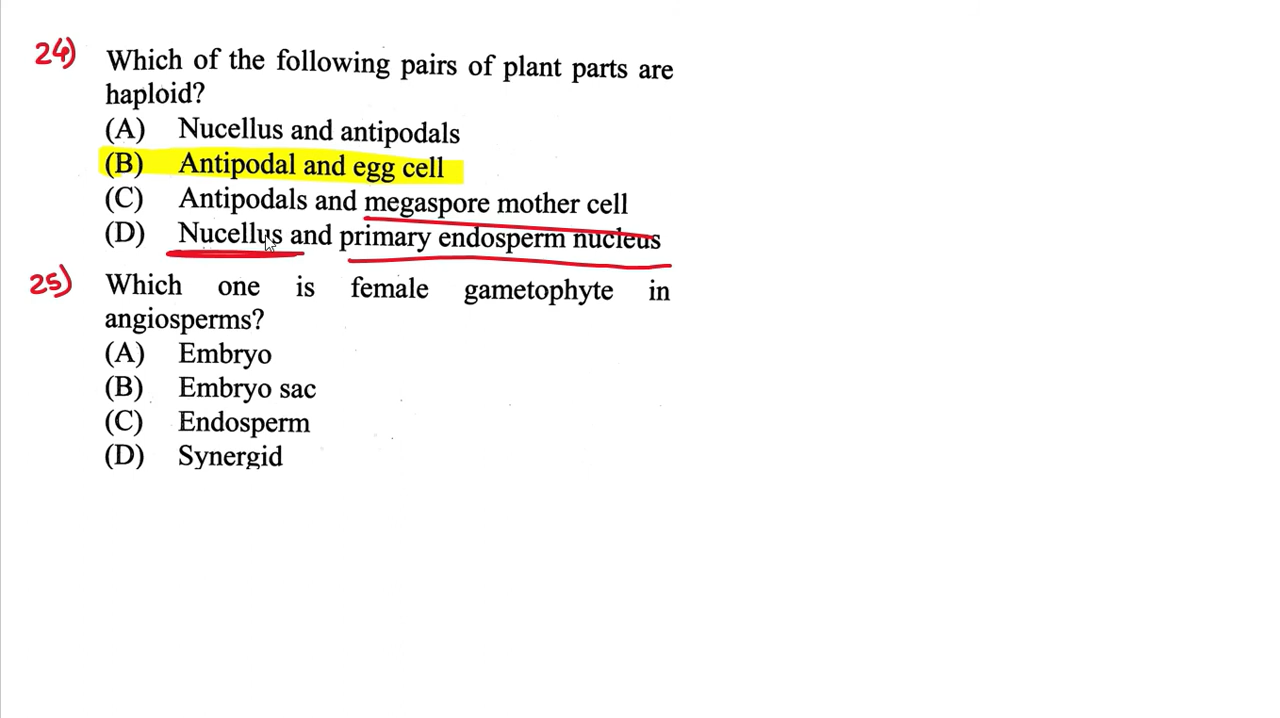 24)
Which of the following pairs of plant parts are
haploid?
(A) Nucellus and antipodals
(B) Antipodal and egg cell
(C) Antipodals and megaspore mother cell
(D) Nucellus and primary endosperm nucleus
25)
Which one is female gametophyte in
angiosperms?
(A) Embryo
(B) Embryo sac
(C) Endosperm
(D) Synergid